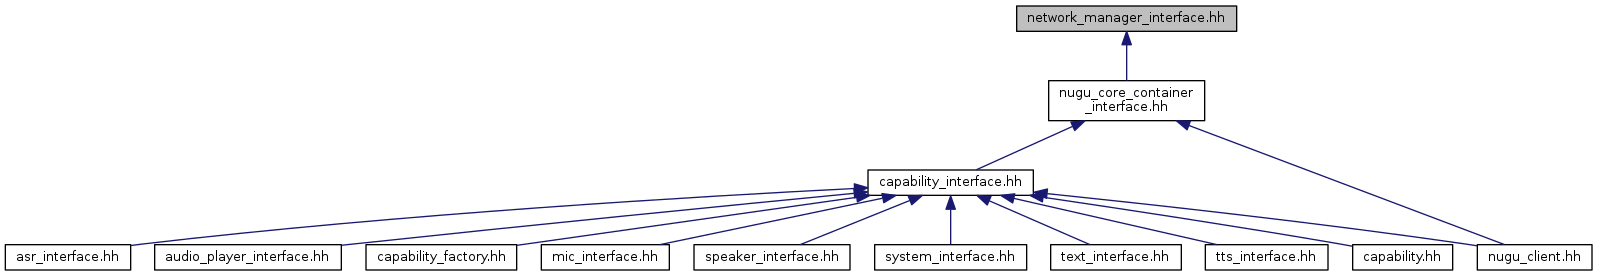 network_manager_interface.hh
nugu_core_container
_interface.hh
capability_interface.hh
asr_interface.hh
audio_player_interface.hh
capability_factory.hh
mic_interface.hh
speaker_interface.hh
system_interface.hh
text_interface.hh
tts_interface.hh
capability.hh
nugu_client.hh